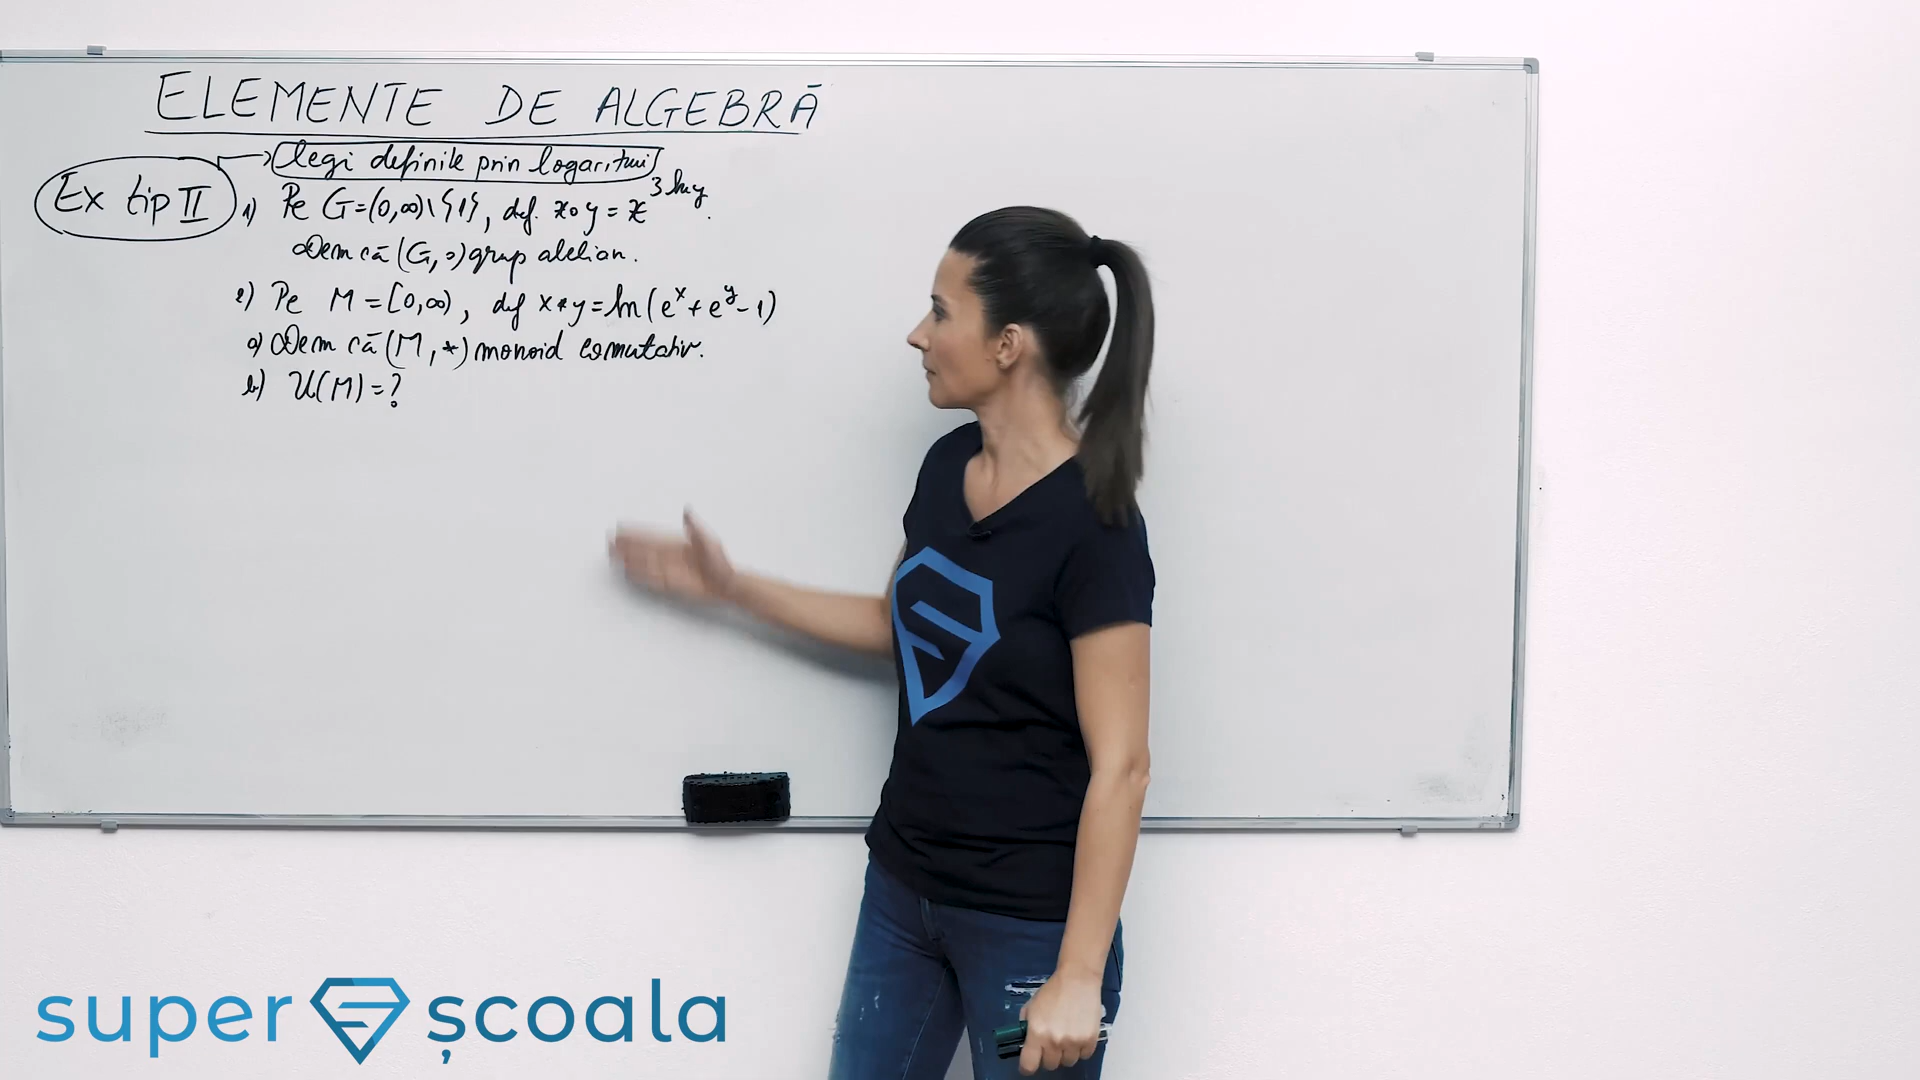 ELEMENTE DE ALGEBRĂ
Ex tip II
legi definite prin logaritmi
1) Pe G=(0,∞)\{1}, def. x∘y = x^{3 ln y}.
Dem că (G,∘) grup abelian.
2) Pe M=[0,∞), def x*y=ln(e^x+e^y-1)
a) Dem că (M,*) monoid comutativ.
b) U(M)=?
super școala